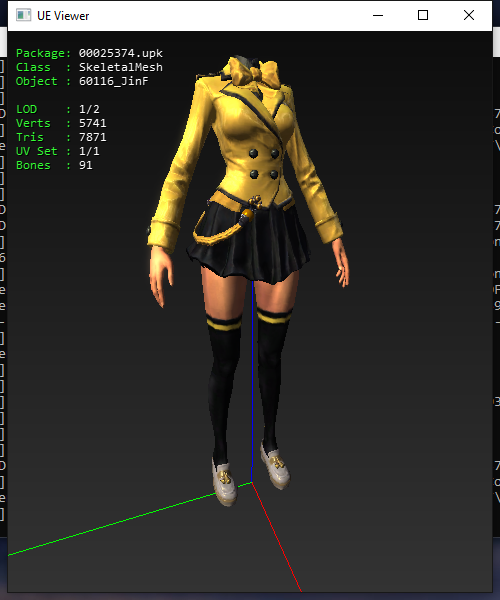 UE Viewer
Package: 00025374.upk
Class : SkeletalMesh
Object : 60116_JinF
LOD : 1/2
Verts : 5741
Tris : 7871
UV Set : 1/1
Bones : 91